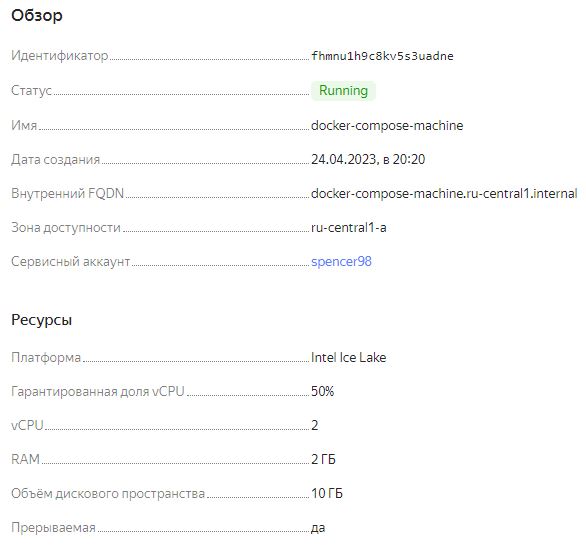 Обзор
Идентификатор fhmnu1h9c8kv5s3uadne
Статус Running
Имя docker-compose-machine
Дата создания 24.04.2023, в 20:20
Внутренний FQDN docker-compose-machine.ru-central1.internal
Зона доступности ru-central1-a
Сервисный аккаунт spencer98
Ресурсы
Платформа Intel Ice Lake
Гарантированная доля vCPU 50%
vCPU 2
RAM 2 ГБ
Объём дискового пространства 10 ГБ
Прерываемая да